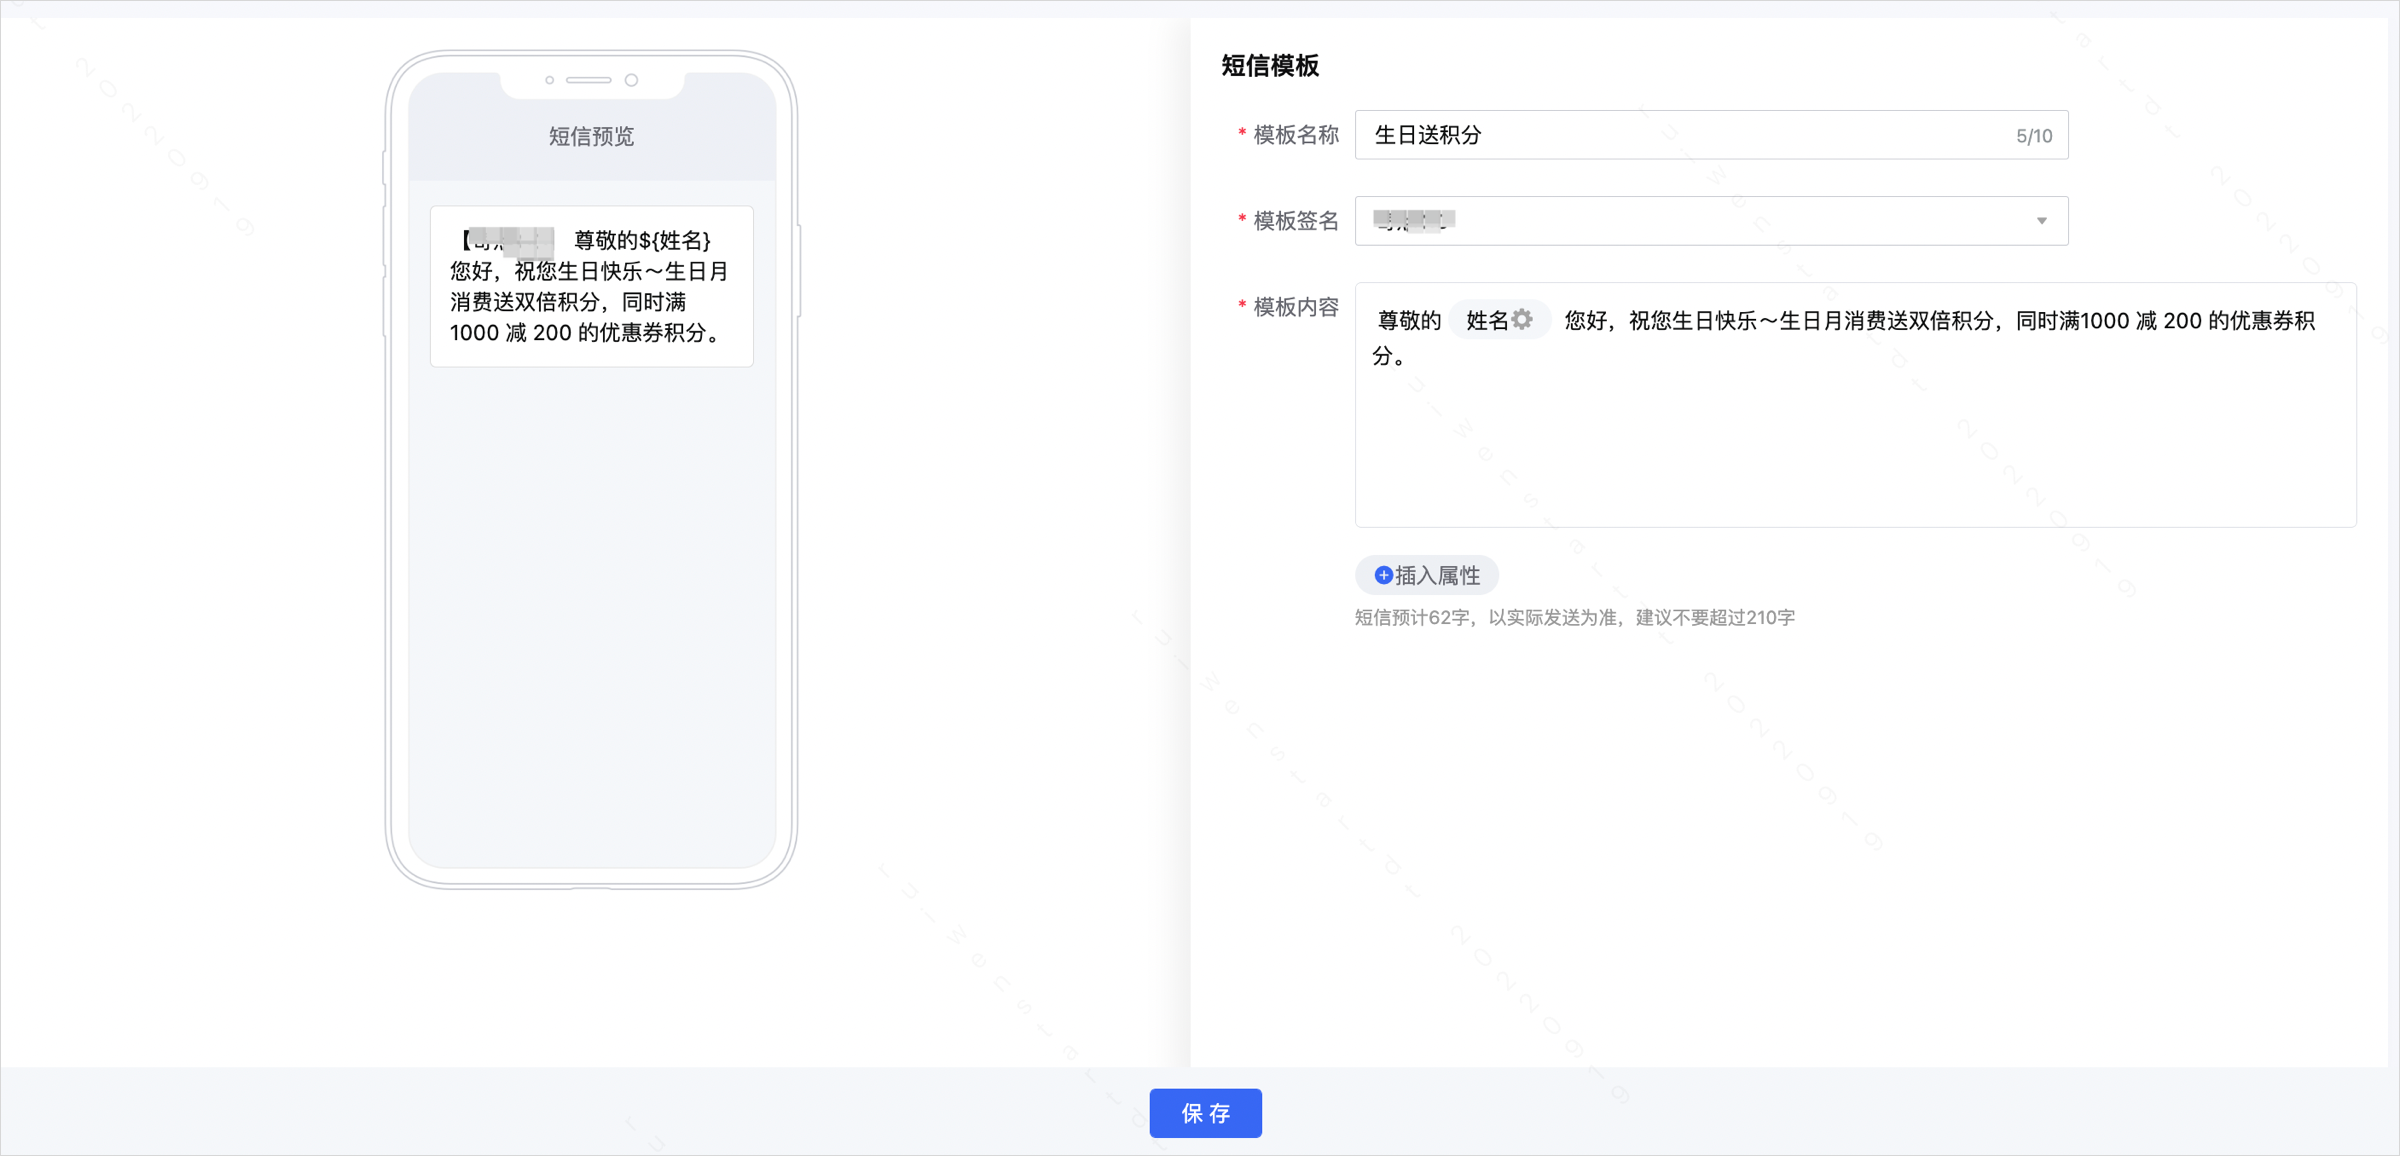 短信预览
【 尊敬的${姓名}
您好，祝您生日快乐～生日月
消费送双倍积分，同时满
1000 减 200 的优惠券积分。
短信模板
* 模板名称 生日送积分 5/10
* 模板签名
* 模板内容 尊敬的 姓名 您好，祝您生日快乐～生日月消费送双倍积分，同时满1000 减 200 的优惠券积
分。
插入属性
短信预计62字，以实际发送为准，建议不要超过210字
保 存